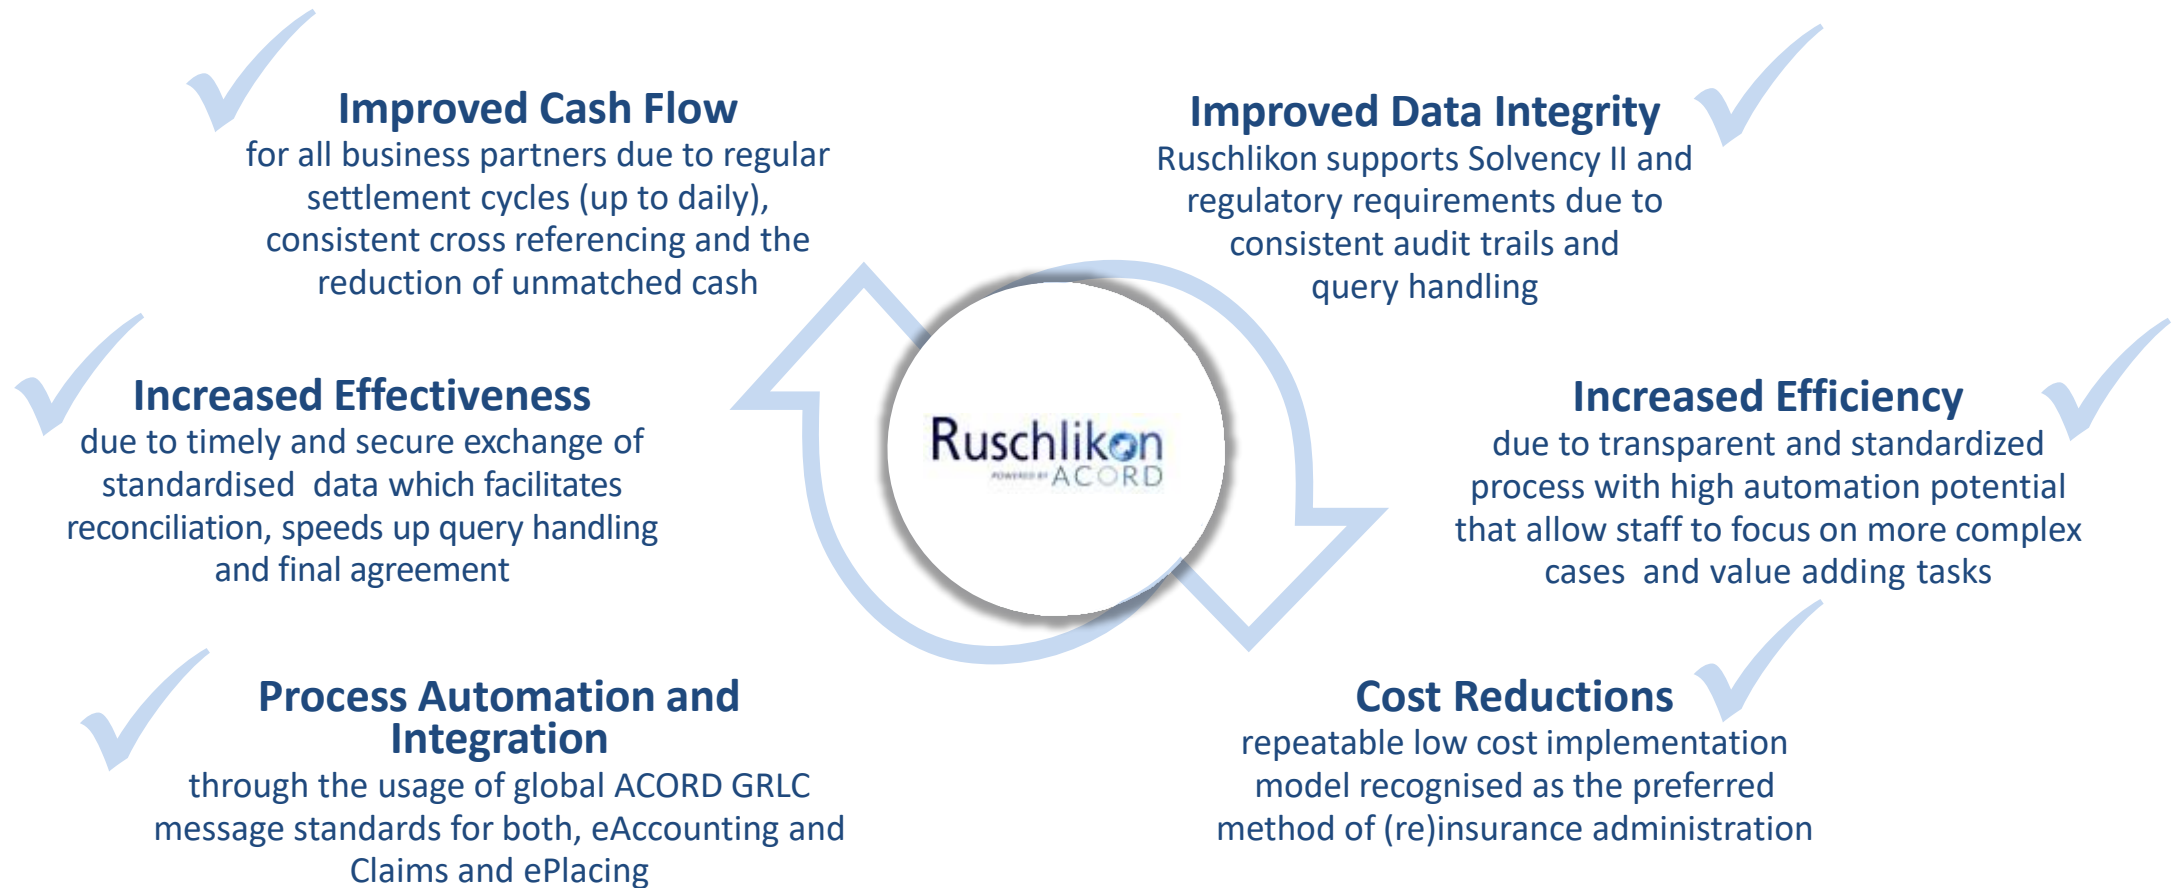 Improved Cash Flow
for all business partners due to regular
settlement cycles (up to daily),
consistent cross referencing and the
reduction of unmatched cash
Improved Data Integrity
Ruschlikon supports Solvency II and
regulatory requirements due to
consistent audit trails and
query handling
Increased Effectiveness
due to timely and secure exchange of
standardised  data which facilitates
reconciliation, speeds up query handling
and final agreement
Ruschlikon
POWERED BY ACORD
Increased Efficiency
due to transparent and standardized
process with high automation potential
that allow staff to focus on more complex
cases  and value adding tasks
Process Automation and
Integration
through the usage of global ACORD GRLC
message standards for both, eAccounting and
Claims and ePlacing
Cost Reductions
repeatable low cost implementation
model recognised as the preferred
method of (re)insurance administration